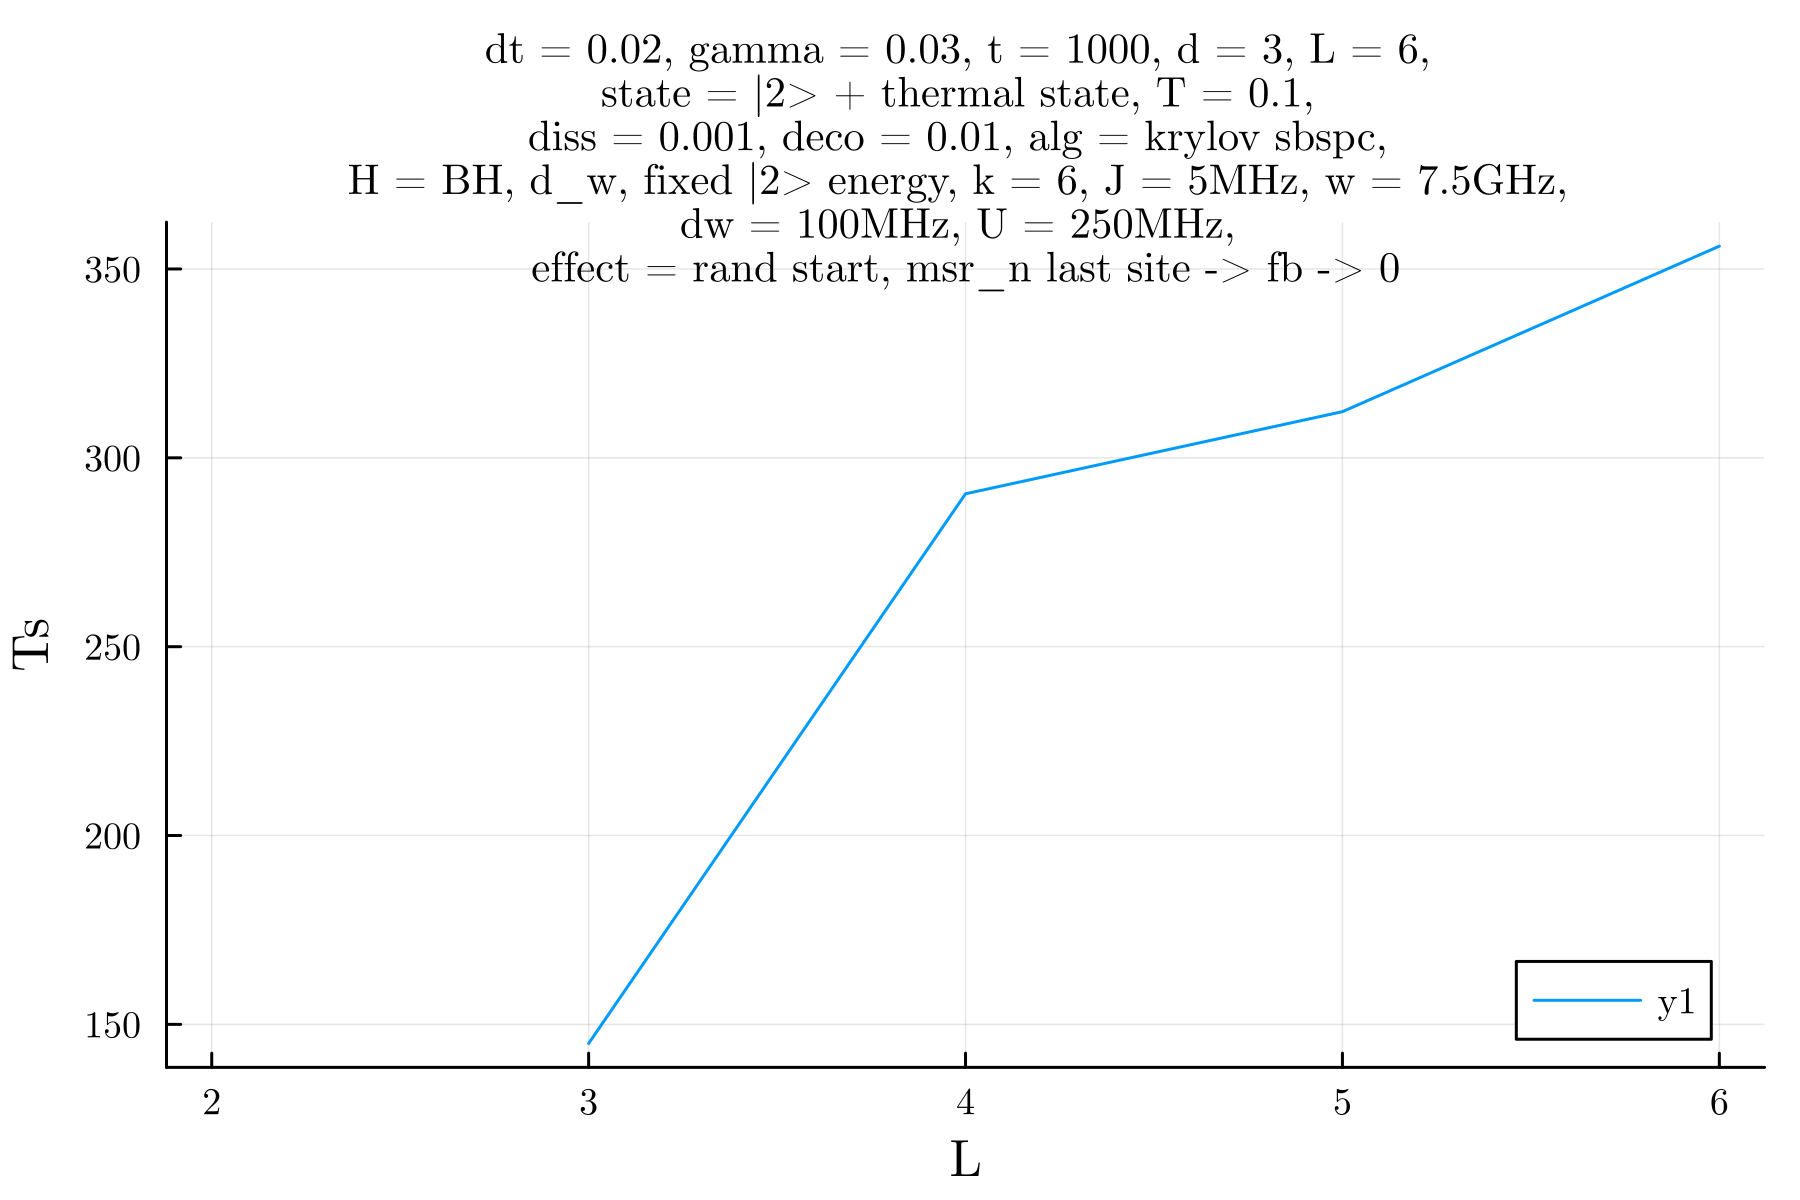 dt = 0.02, gamma = 0.03, t = 1000, d = 3, L = 6,
state = |2> + thermal state, T = 0.1,
diss = 0.001, deco = 0.01, alg = krylov sbspc,
H = BH, d_w, fixed |2> energy, k = 6, J = 5MHz, w = 7.5GHz,
dw = 100MHz, U = 250MHz,
effect = rand start, msr_n last site -> fb -> 0
350
300
250
200
150
Ts
y1
2 3 4 5 6
L